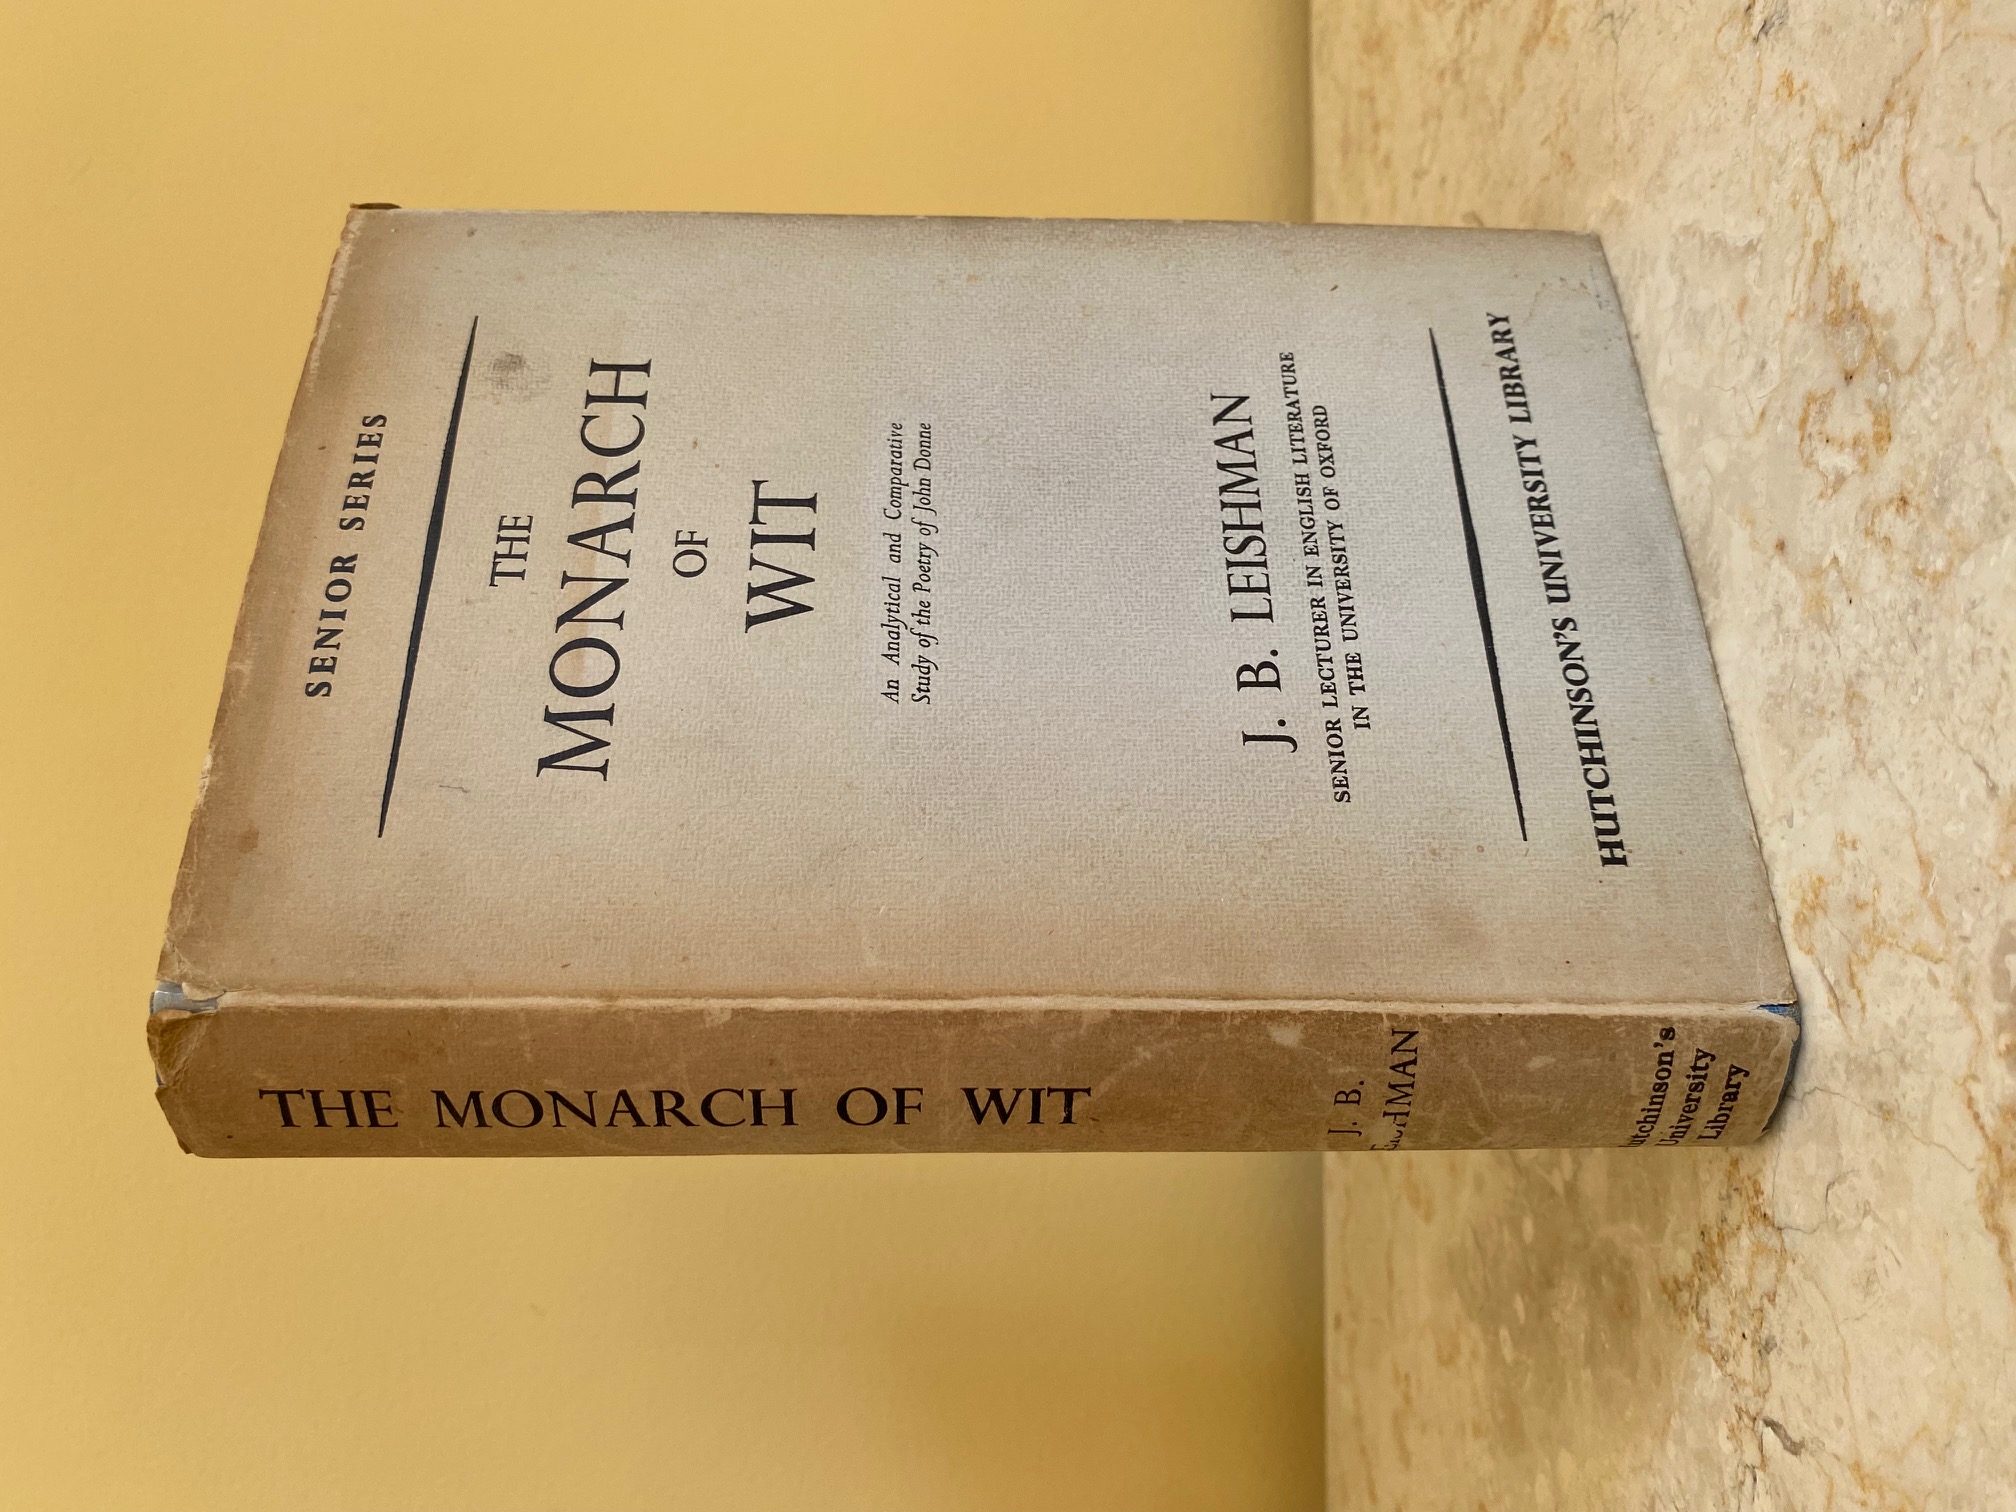 SENIOR SERIES
THE
MONARCH
OF
WIT
An Analytical and Comparative
Study of the Poetry of John Donne
J. B. LEISHMAN
SENIOR LECTURER IN ENGLISH LITERATURE
IN THE UNIVERSITY OF OXFORD
HUTCHINSON'S UNIVERSITY LIBRARY
THE MONARCH OF WIT
J. B.
LEISHMAN
Hutchinson's
University
Library